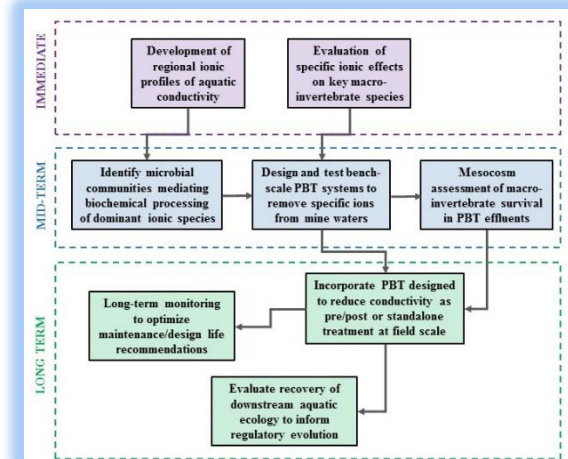 IMMEDIATE
Development of
regional ionic
profiles of aquatic
conductivity
Evaluation of
specific ionic effects
on key macro-
invertebrate species
MID-TERM
Identify microbial
communities mediating
biochemical processing
of dominant ionic species
Design and test bench-
scale PBT systems to
remove specific ions
from mine waters
Mesocosm
assessment of macro-
invertebrate survival
in PBT effluents
LONG TERM
Incorporate PBT designed
to reduce conductivity as
pre/post or standalone
treatment at field scale
Long-term monitoring
to optimize
maintenance/design life
recommendations
Evaluate recovery of
downstream aquatic
ecology to inform
regulatory evolution